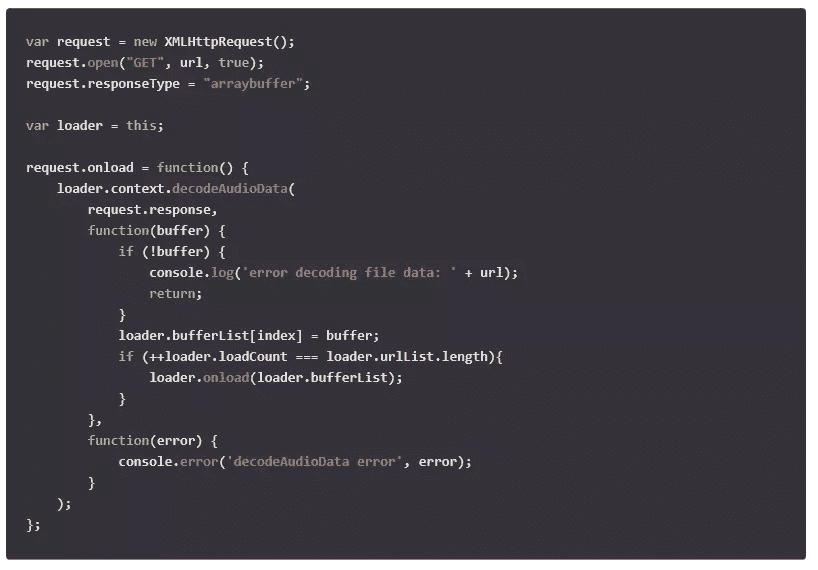 var request = new XMLHttpRequest();
request.open("GET", url, true);
request.responseType = "arraybuffer";

var loader = this;

request.onload = function() {
    loader.context.decodeAudioData(
        request.response,
        function(buffer) {
            if (!buffer) {
                console.log('error decoding file data: ' + url);
                return;
            }
            loader.bufferList[index] = buffer;
            if (++loader.loadCount === loader.urlList.length){
                loader.onload(loader.bufferList);
            }
        },
        function(error) {
            console.error('decodeAudioData error', error);
        }
    );
};